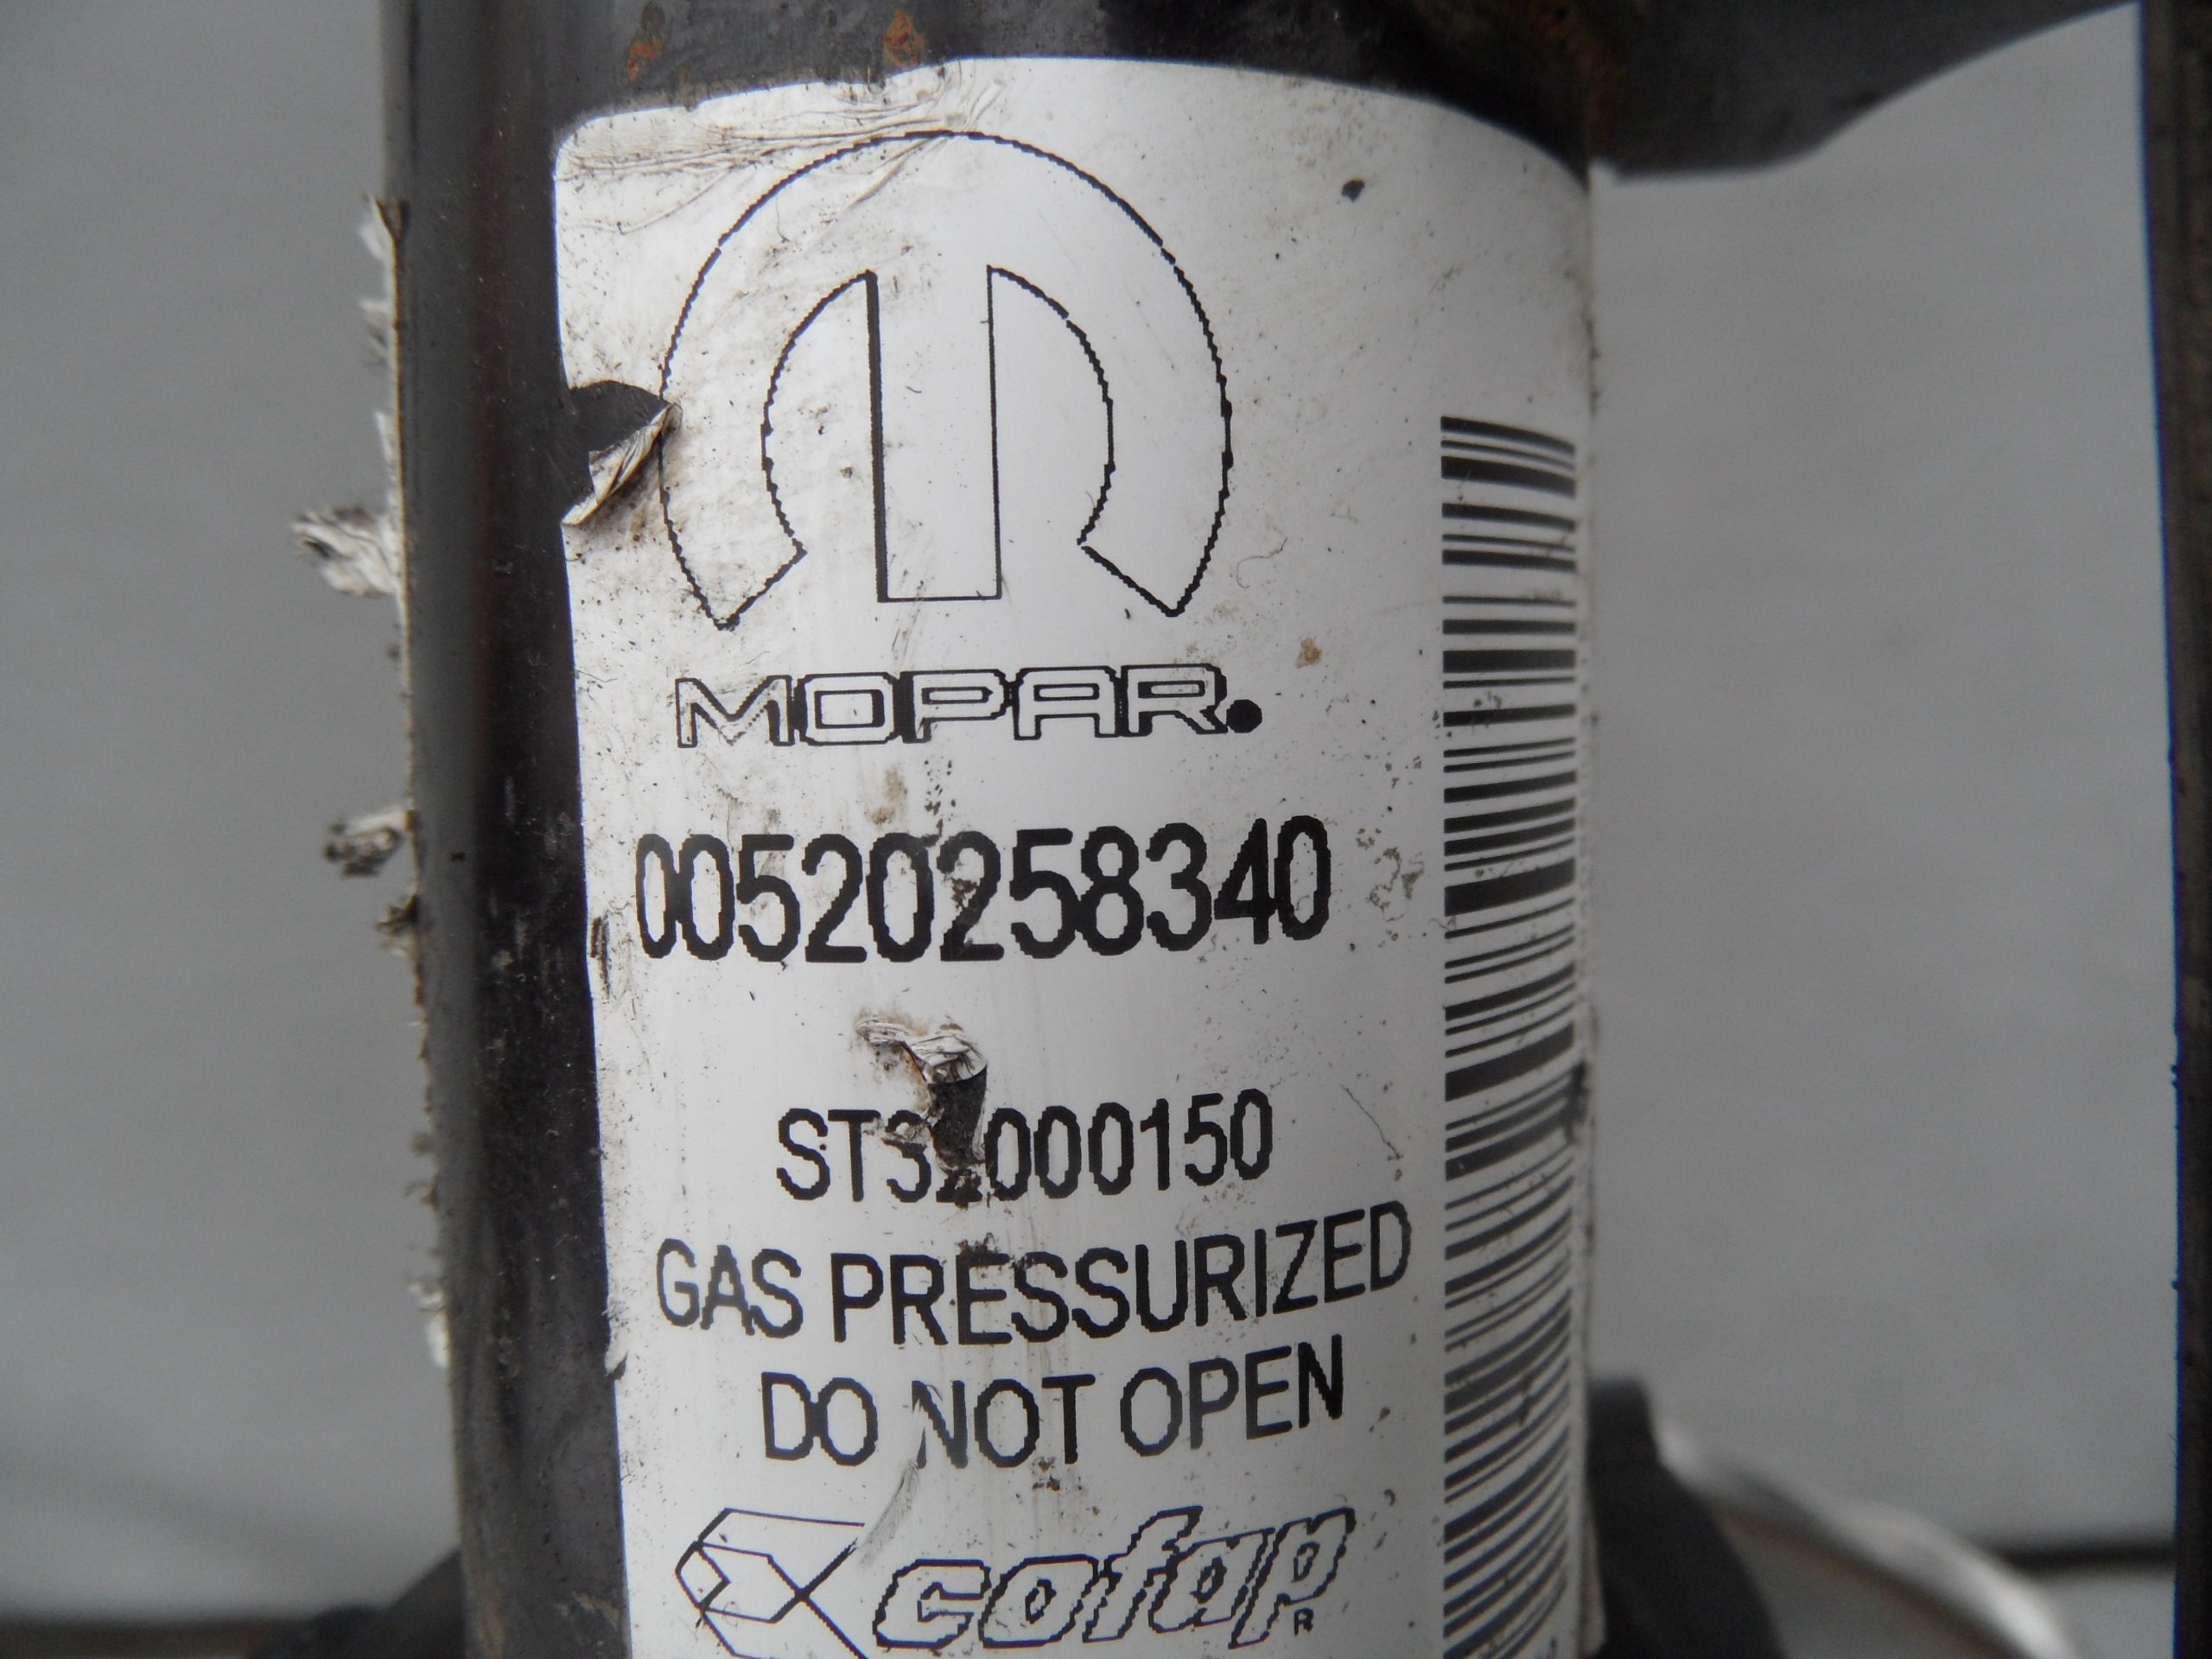 MOPAR.
00520258340
GAS PRESSURIZED
DO NOT OPEN
cofap
R